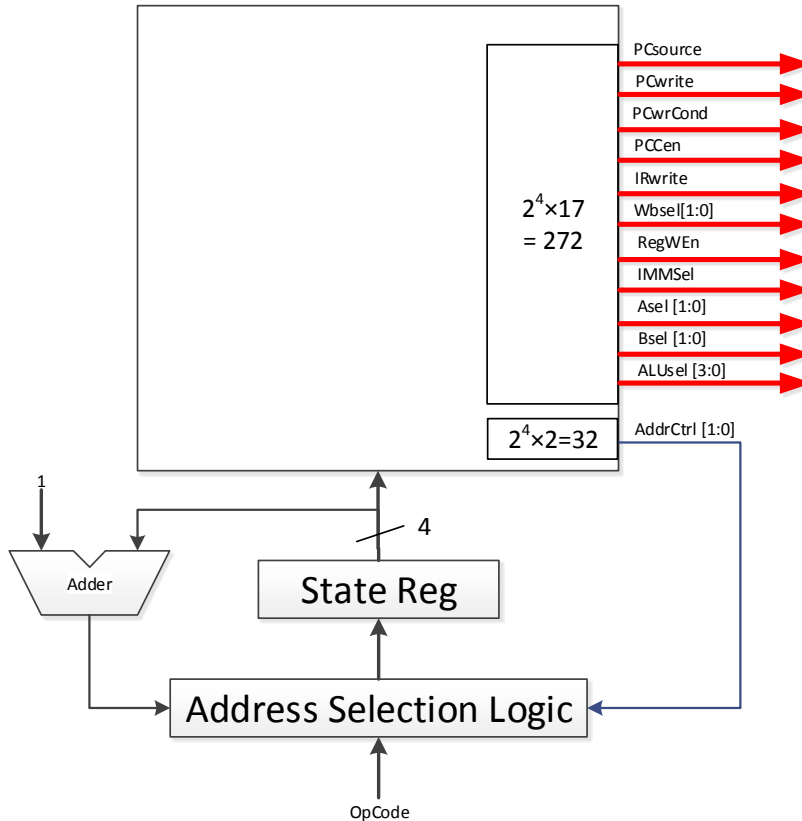 PCsource
PCwrite
PCwrCond
PCCen
IRwrite
Wbsel[1:0]
RegWEn
IMMSel
Asel [1:0]
Bsel [1:0]
ALUsel [3:0]
2⁴×17
= 272
2⁴×2=32
AddrCtrl [1:0]
1
4
Adder
State Reg
Address Selection Logic
OpCode